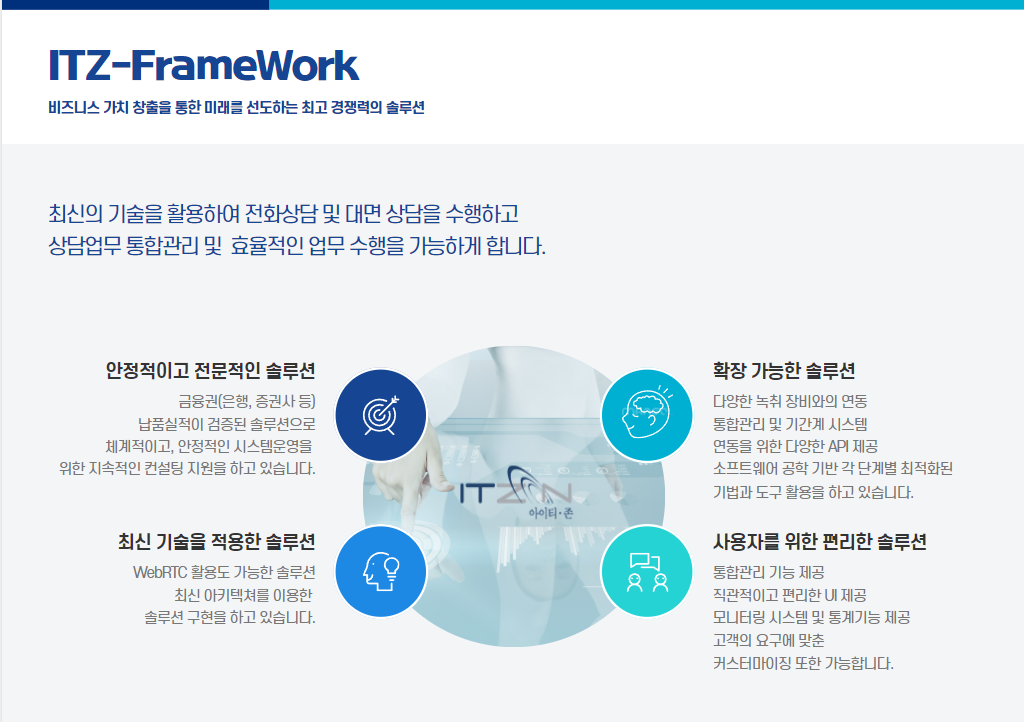 ITZ-FrameWork
비즈니스 가치 창출을 통한 미래를 선도하는 최고 경쟁력의 솔루션
최신의 기술을 활용하여 전화상담 및 대면 상담을 수행하고
상담업무 통합관리 및 효율적인 업무 수행을 가능하게 합니다.
안정적이고 전문적인 솔루션
금융권(은행, 증권사 등)
납품실적이 검증된 솔루션으로
체계적이고, 안정적인 시스템운영을
위한 지속적인 컨설팅 지원을 하고 있습니다.
확장 가능한 솔루션
다양한 녹취 장비와의 연동
통합관리 및 기간계 시스템
연동을 위한 다양한 API 제공
소프트웨어 공학 기반 각 단계별 최적화된
기법과 도구 활용을 하고 있습니다.
ITZON
아이티·존
최신 기술을 적용한 솔루션
WebRTC 활용도 가능한 솔루션
최신 아키텍쳐를 이용한
솔루션 구현을 하고 있습니다.
사용자를 위한 편리한 솔루션
통합관리 기능 제공
직관적이고 편리한 UI 제공
모니터링 시스템 및 통계기능 제공
고객의 요구에 맞춘
커스터마이징 또한 가능합니다.